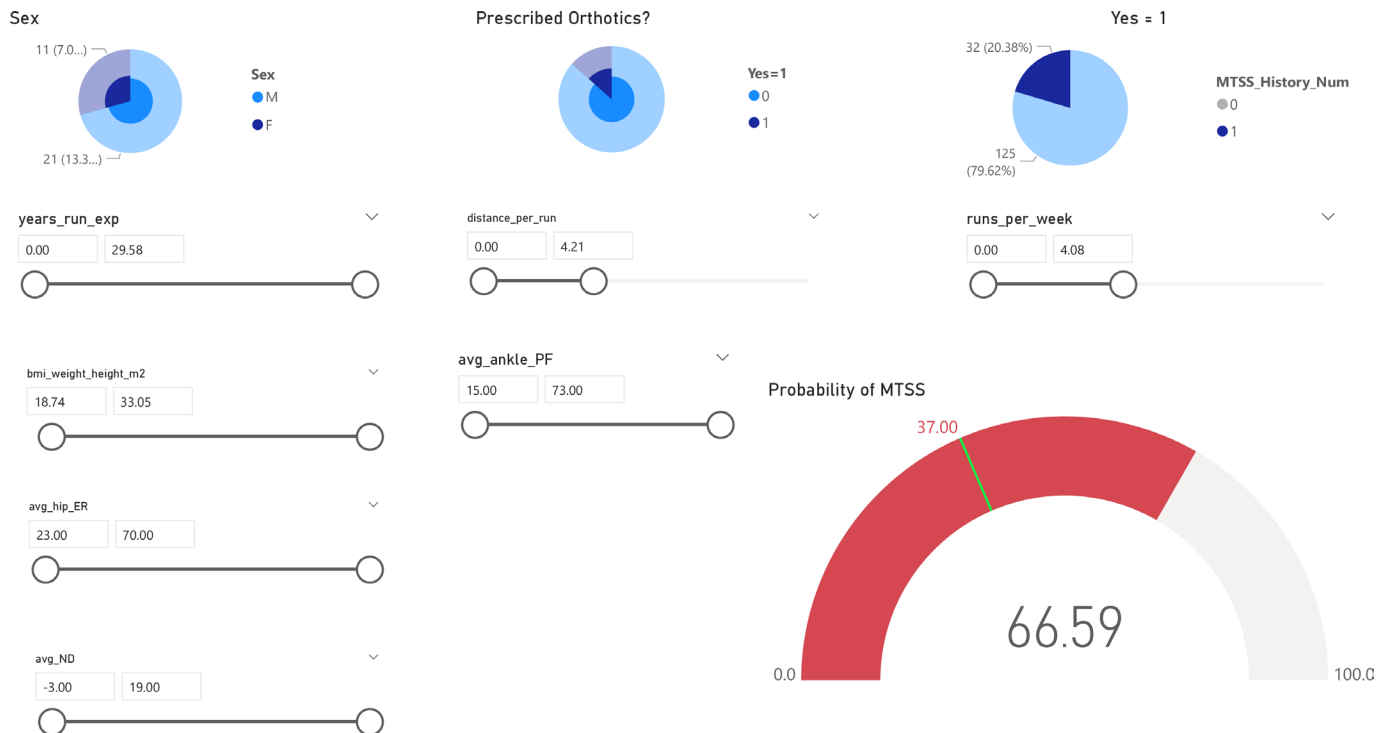 Sex
11 (7.0...)
21 (13.3...)
Sex
M
F
Prescribed Orthotics?
Yes=1
0
1
Yes = 1
32 (20.38%)
125
(79.62%)
MTSS_History_Num
0
1
years_run_exp
0.00
29.58
distance_per_run
0.00
4.21
runs_per_week
0.00
4.08
bmi_weight_height_m2
18.74
33.05
avg_ankle_PF
15.00
73.00
avg_hip_ER
23.00
70.00
avg_ND
-3.00
19.00
Probability of MTSS
37.00
66.59
0.0
100.0